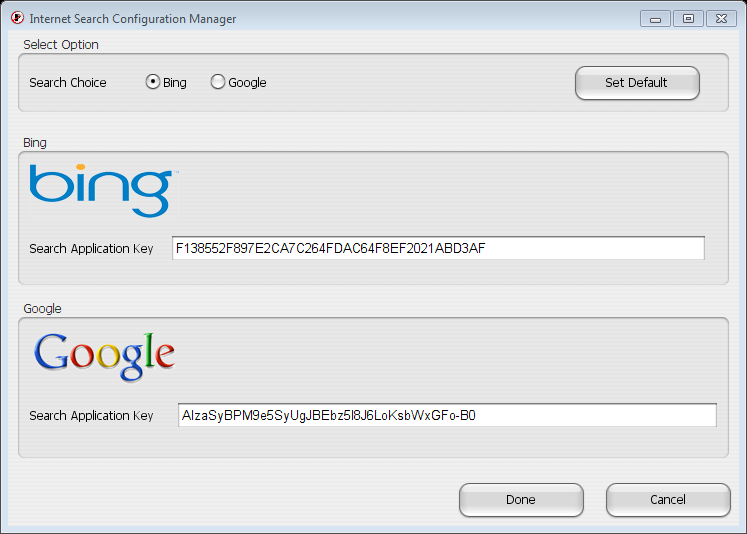 Internet Search Configuration Manager
Select Option
Search Choice Bing Google Set Default
Bing
bing
Search Application Key F138552F897E2CA7C264FDAC64F8EF2021ABD3AF
Google
Google
Search Application Key AIzaSyBPM9e5SyUgJBEbz5I8J6LoKsbWxGFo-B0
Done Cancel